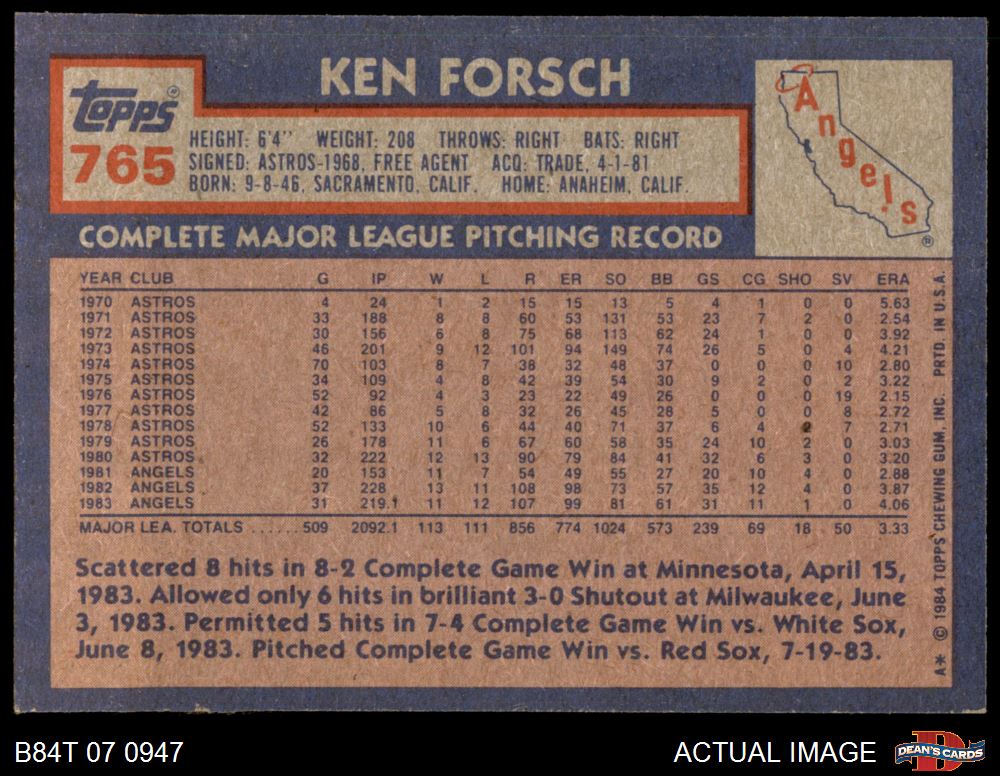 KEN FORSCH
Topps®
765
HEIGHT: 6'4" WEIGHT: 208 THROWS: RIGHT BATS: RIGHT
SIGNED: ASTROS-1968, FREE AGENT ACQ: TRADE, 4-1-81
BORN: 9-8-46, SACRAMENTO, CALIF. HOME: ANAHEIM, CALIF.
Angels
®
COMPLETE MAJOR LEAGUE PITCHING RECORD
YEAR CLUB G IP W L R ER SO BB GS CG SHO SV ERA
1970 ASTROS 4 24 1 2 15 15 13 5 4 1 0 0 5.63
1971 ASTROS 33 188 8 8 60 53 131 53 23 7 2 0 2.54
1972 ASTROS 30 156 6 8 75 68 113 62 24 1 0 0 3.92
1973 ASTROS 46 201 9 12 101 94 149 74 26 5 0 4 4.21
1974 ASTROS 70 103 8 7 38 32 48 37 0 0 0 10 2.80
1975 ASTROS 34 109 4 8 42 39 54 30 9 2 0 2 3.22
1976 ASTROS 52 92 4 3 23 22 49 26 0 0 0 19 2.15
1977 ASTROS 42 86 5 8 32 26 45 28 5 0 0 8 2.72
1978 ASTROS 52 133 10 6 44 40 71 37 6 4 2 7 2.71
1979 ASTROS 26 178 11 6 67 60 58 35 24 10 2 0 3.03
1980 ASTROS 32 222 12 13 90 79 84 41 32 6 3 0 3.20
1981 ANGELS 20 153 11 7 54 49 55 27 20 10 4 0 2.88
1982 ANGELS 37 228 13 11 108 98 73 57 35 12 4 0 3.87
1983 ANGELS 31 219.1 11 12 107 99 81 61 31 11 1 0 4.06
MAJOR LEA. TOTALS ...... 509 2092.1 113 111 856 774 1024 573 239 69 18 50 3.33
Scattered 8 hits in 8-2 Complete Game Win at Minnesota, April 15,
1983. Allowed only 6 hits in brilliant 3-0 Shutout at Milwaukee, June
3, 1983. Permitted 5 hits in 7-4 Complete Game Win vs. White Sox,
June 8, 1983. Pitched Complete Game Win vs. Red Sox, 7-19-83.
A* © 1984 TOPPS CHEWING GUM, INC. PRTD. IN U.S.A.
B84T 07 0947
ACTUAL IMAGE
D
DEAN'S CARDS